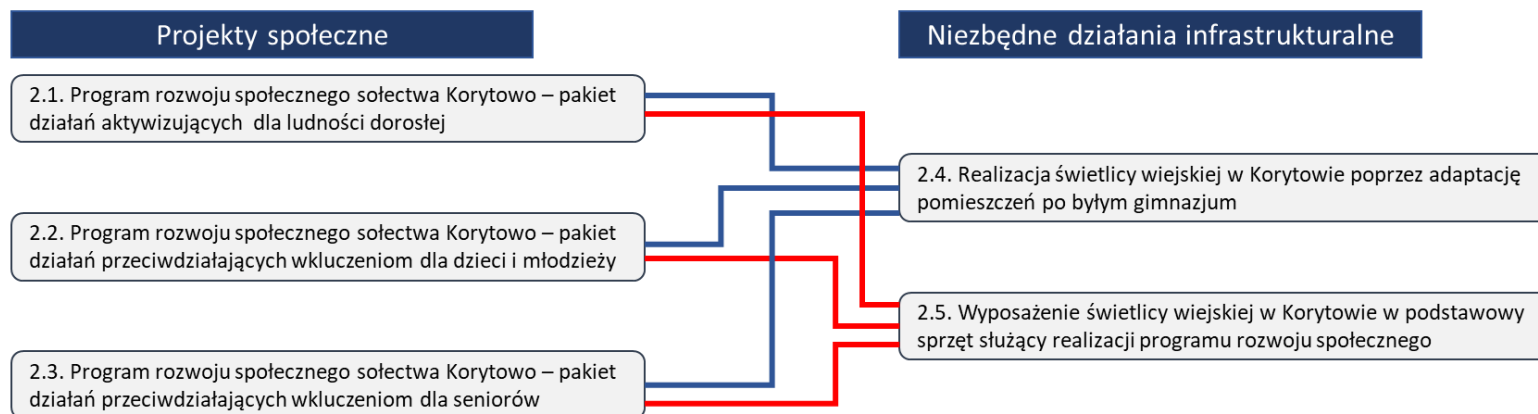 Projekty społeczne
Niezbędne działania infrastrukturalne
2.1. Program rozwoju społecznego sołectwa Korytowo – pakiet
działań aktywizujących dla ludności dorosłej
2.4. Realizacja świetlicy wiejskiej w Korytowie poprzez adaptację
pomieszczeń po byłym gimnazjum
2.2. Program rozwoju społecznego sołectwa Korytowo – pakiet
działań przeciwdziałających wkluczeniom dla dzieci i młodzieży
2.5. Wyposażenie świetlicy wiejskiej w Korytowie w podstawowy
sprzęt służący realizacji programu rozwoju społecznego
2.3. Program rozwoju społecznego sołectwa Korytowo – pakiet
działań przeciwdziałających wkluczeniom dla seniorów